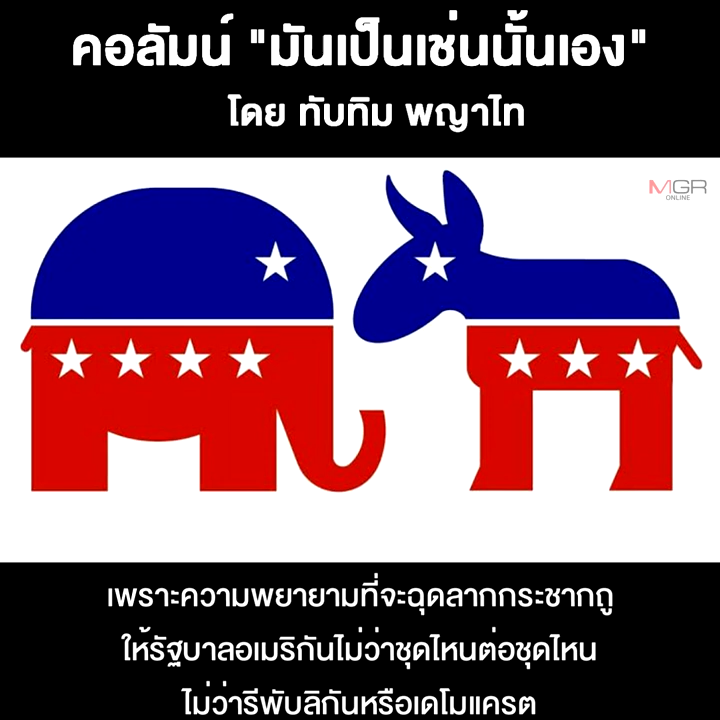 คอลัมน์ "มันเป็นเช่นนั้นเอง"
โดย ทับทิม พญาไท
MGR
ONLINE
เพราะความพยายามที่จะฉุดลากกระชากถู
ให้รัฐบาลอเมริกันไม่ว่าชุดไหนต่อชุดไหน
ไม่ว่ารีพับลิกันหรือเดโมแครต